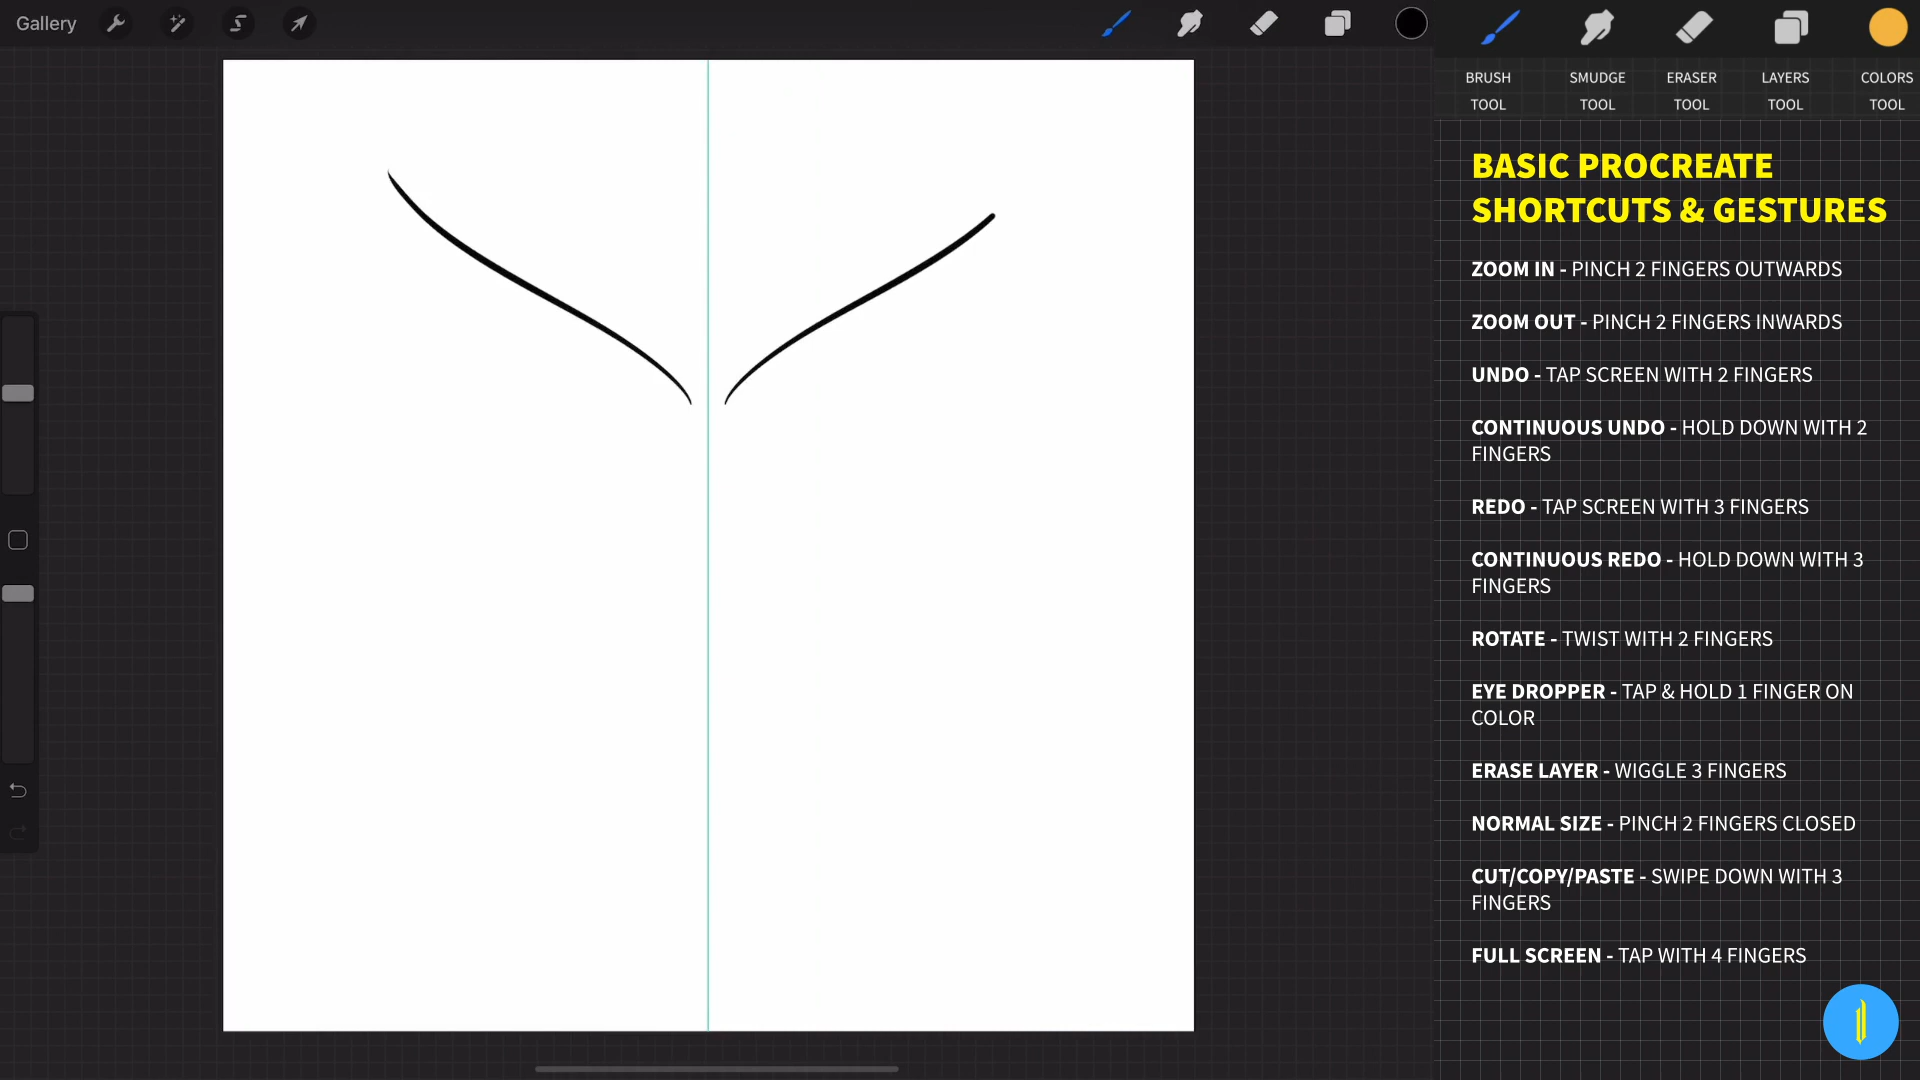 Gallery
BRUSH TOOL
SMUDGE TOOL
ERASER TOOL
LAYERS TOOL
COLORS TOOL
BASIC PROCREATE
SHORTCUTS & GESTURES
ZOOM IN - PINCH 2 FINGERS OUTWARDS
ZOOM OUT - PINCH 2 FINGERS INWARDS
UNDO - TAP SCREEN WITH 2 FINGERS
CONTINUOUS UNDO - HOLD DOWN WITH 2
FINGERS
REDO - TAP SCREEN WITH 3 FINGERS
CONTINUOUS REDO - HOLD DOWN WITH 3
FINGERS
ROTATE - TWIST WITH 2 FINGERS
EYE DROPPER - TAP & HOLD 1 FINGER ON
COLOR
ERASE LAYER - WIGGLE 3 FINGERS
NORMAL SIZE - PINCH 2 FINGERS CLOSED
CUT/COPY/PASTE - SWIPE DOWN WITH 3
FINGERS
FULL SCREEN - TAP WITH 4 FINGERS